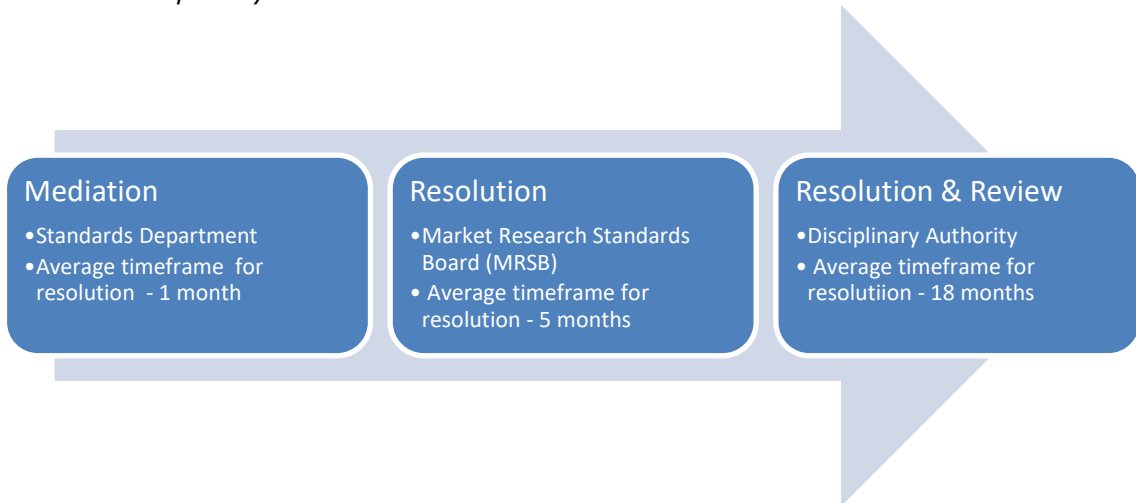 Mediation
•Standards Department
•Average timeframe for
resolution - 1 month
Resolution
•Market Research Standards
Board (MRSB)
• Average timeframe for
resolution - 5 months
Resolution & Review
•Disciplinary Authority
• Average timeframe for
resolutiion - 18 months